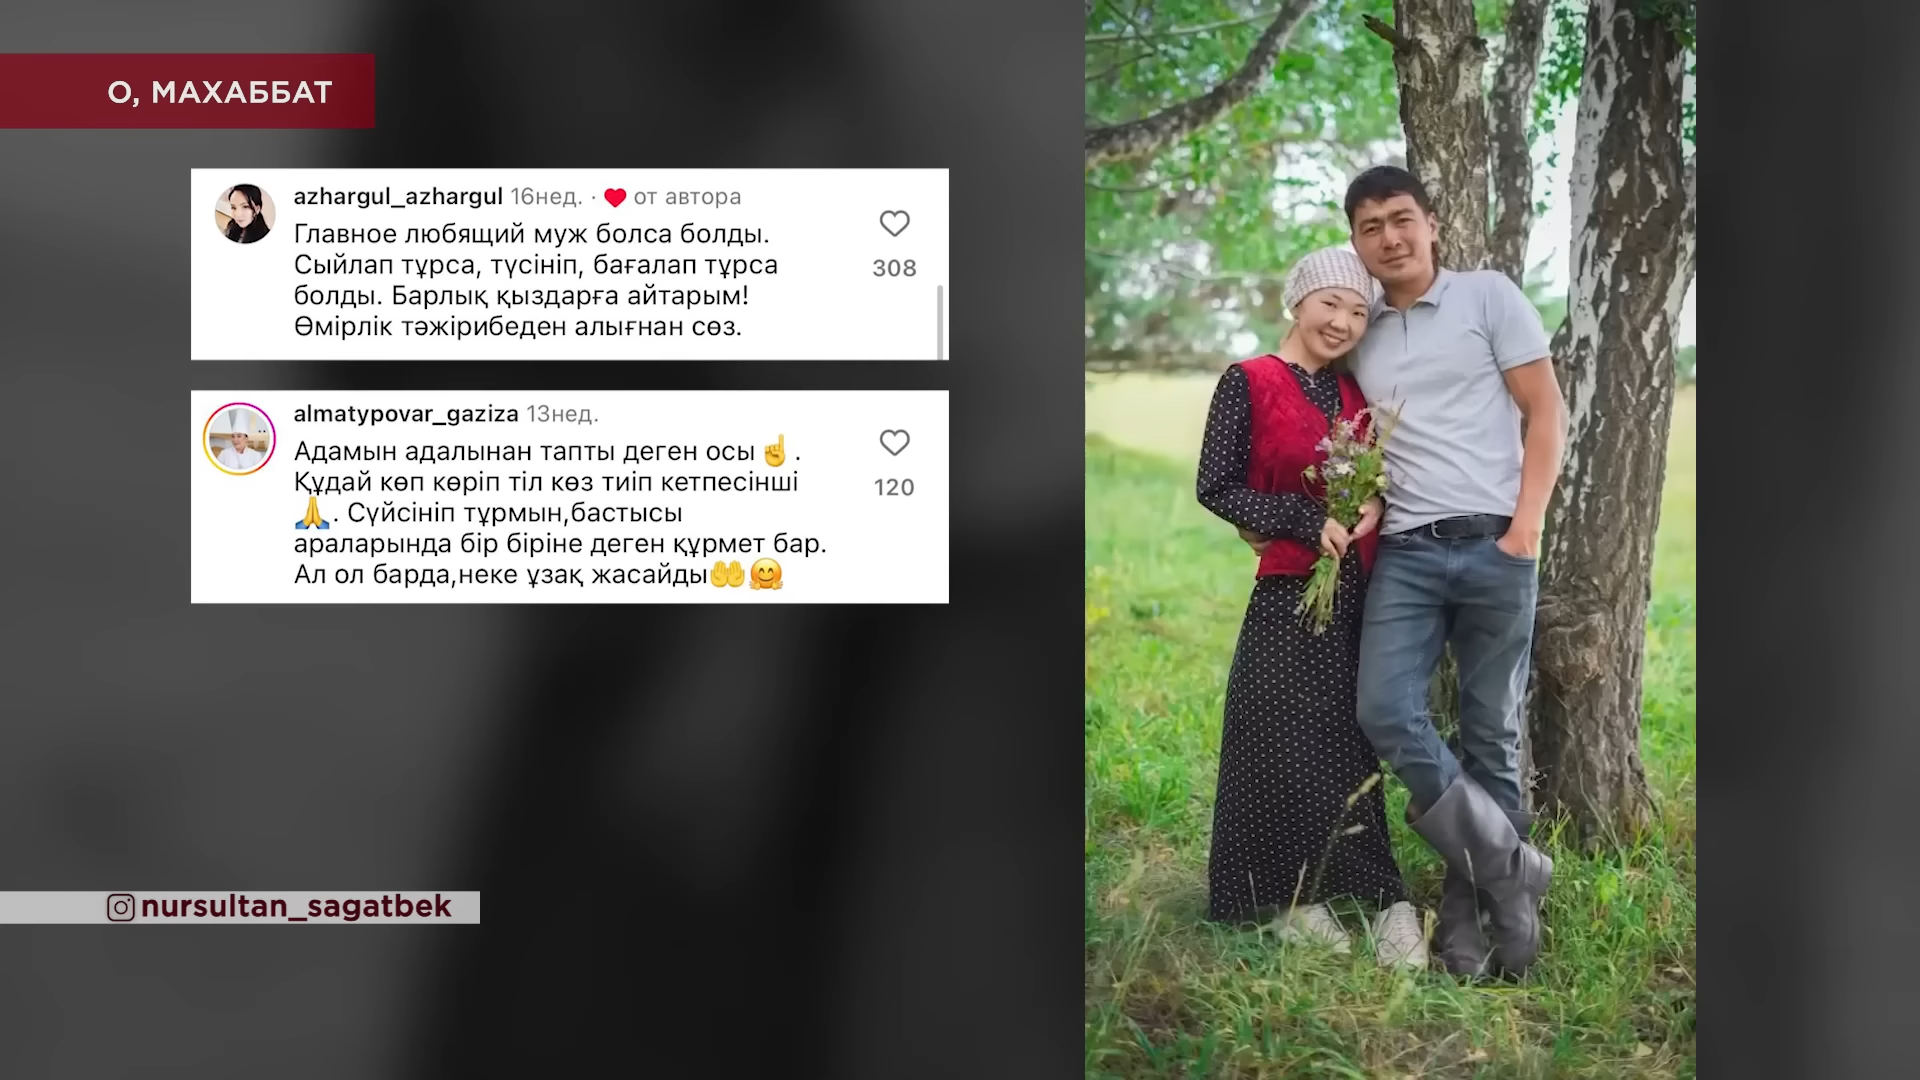 О, МАХАББАТ
azhargul_azhargul 16нед. · ❤️ от автора
Главное любящий муж болса болды.
Сыйлап тұрса, түсініп, бағалап тұрса
болды. Барлық қыздарға айтарым!
Өмірлік тәжірибеден алығнан сөз.
308
almatypovar_gaziza 13нед.
Адамын адалынан тапты деген осы☝️.
Құдай көп көріп тіл көз тиіп кетпесінші
🙏. Сүйсініп тұрмын,бастысы
араларында бір біріне деген құрмет бар.
Ал ол барда,неке ұзақ жасайды🤲🤗
120
nursultan_sagatbek